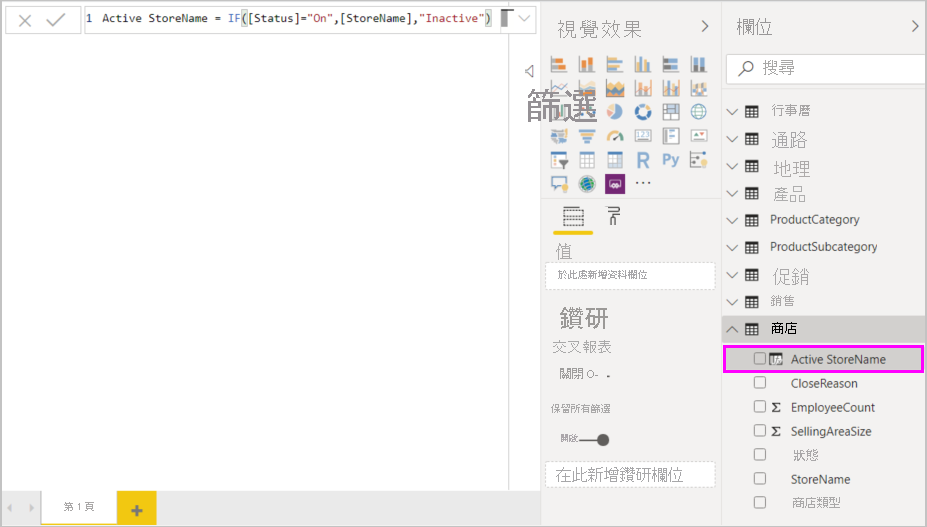 1 Active StoreName = IF([Status]="On",[StoreName],"Inactive")
第 1 頁
篩選
視覺效果
R Py
值
於此處新增資料欄位
鑽研
交叉報表
關閉 O- .
保留所有篩選
開啟
在此新增鑽研欄位
欄位
搜尋
行事曆
通路
地理
產品
ProductCategory
ProductSubcategory
促銷
銷售
商店
Active StoreName
CloseReason
EmployeeCount
SellingAreaSize
狀態
StoreName
商店類型